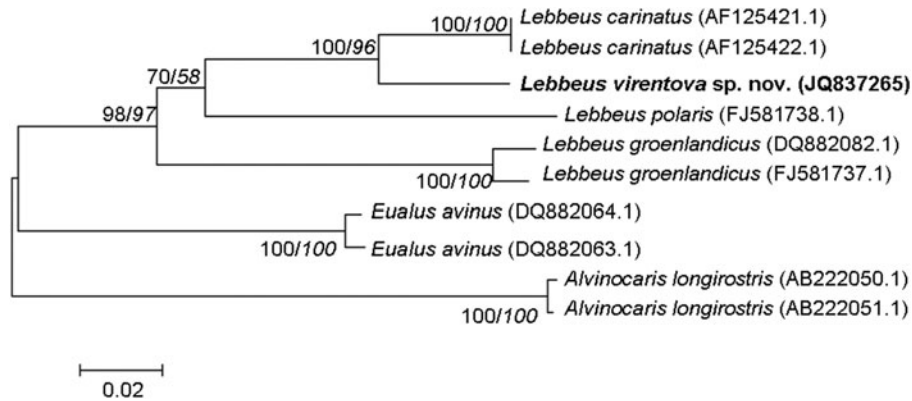 100/100
Lebbeus carinatus (AF125421.1)
100/96
Lebbeus carinatus (AF125422.1)
70/58
Lebbeus virentova sp. nov. (JQ837265)
98/97
Lebbeus polaris (FJ581738.1)
Lebbeus groenlandicus (DQ882082.1)
100/100
Lebbeus groenlandicus (FJ581737.1)
Eualus avinus (DQ882064.1)
100/100
Eualus avinus (DQ882063.1)
Alvinocaris longirostris (AB222050.1)
100/100
Alvinocaris longirostris (AB222051.1)
0.02